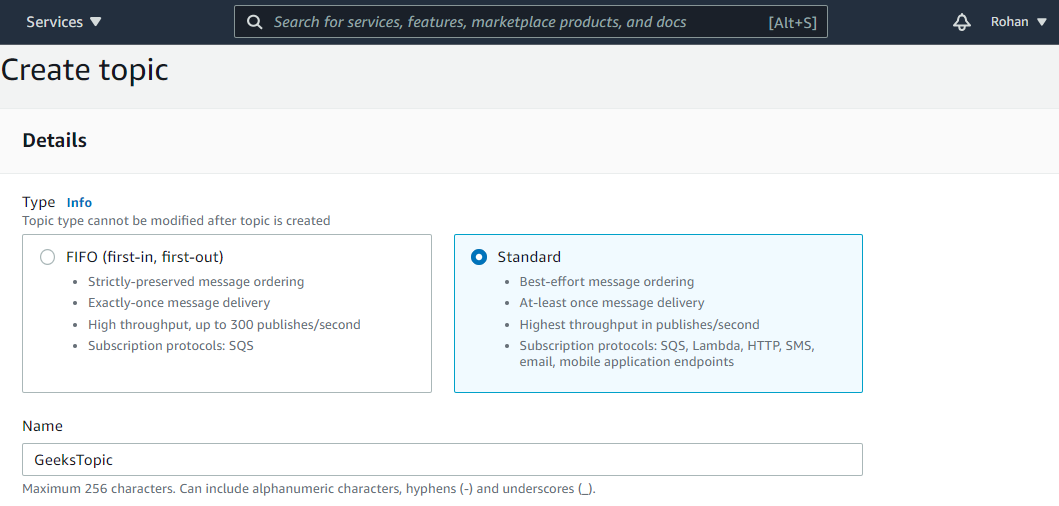 Services
Search for services, features, marketplace products, and docs [Alt+S]
Rohan
Create topic
Details
Type Info
Topic type cannot be modified after topic is created
FIFO (first-in, first-out)
Strictly-preserved message ordering
Exactly-once message delivery
High throughput, up to 300 publishes/second
Subscription protocols: SQS
Standard
Best-effort message ordering
At-least once message delivery
Highest throughput in publishes/second
Subscription protocols: SQS, Lambda, HTTP, SMS,
email, mobile application endpoints
Name
GeeksTopic
Maximum 256 characters. Can include alphanumeric characters, hyphens (-) and underscores (_).